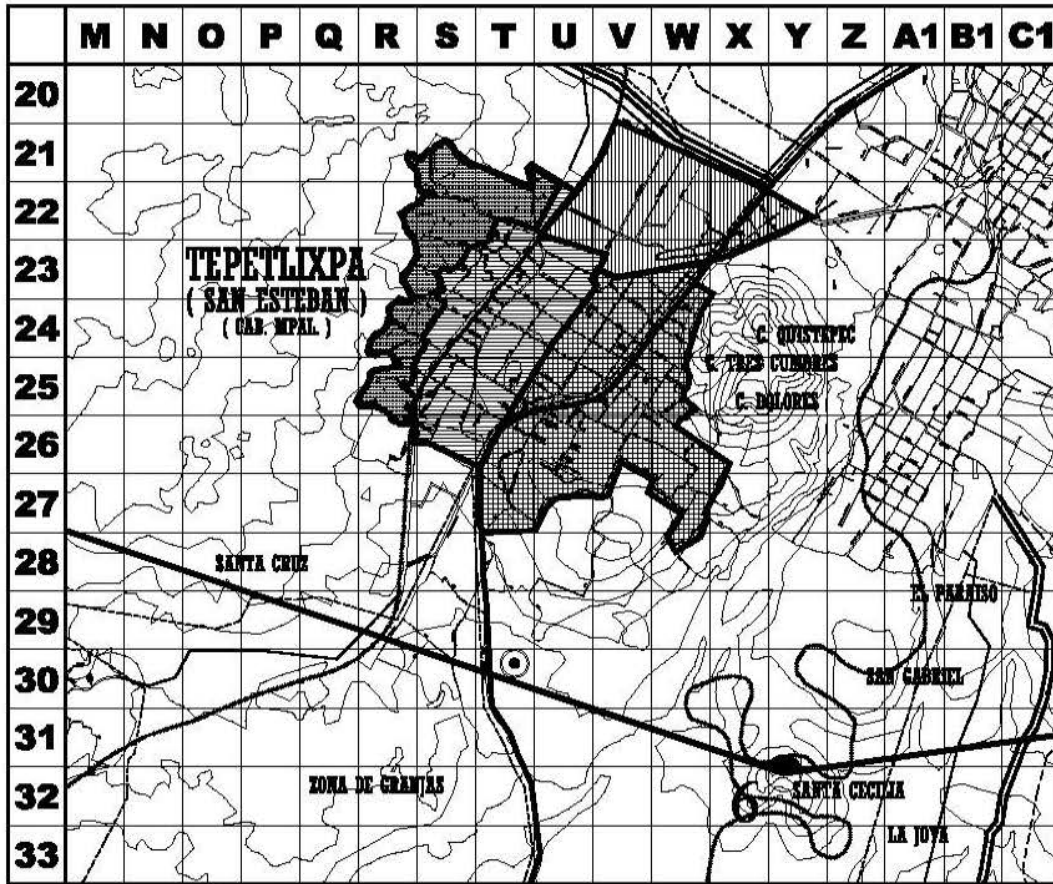 M N O P Q R S T U V W X Y Z A1 B1 C1
20
21
22
23
TEPETLIXPA
( SAN ESTEBAN )
24
( CAB. MPAL. )
C. QUISTEPEC
C. TRES CUMBRES
25
C. DOLORES
26
27
28
SANTA CRUZ
EL PARAISO
29
30
SAN GABRIEL
31
32
ZONA DE GRANJAS
SANTA CECILIA
LA JOYA
33